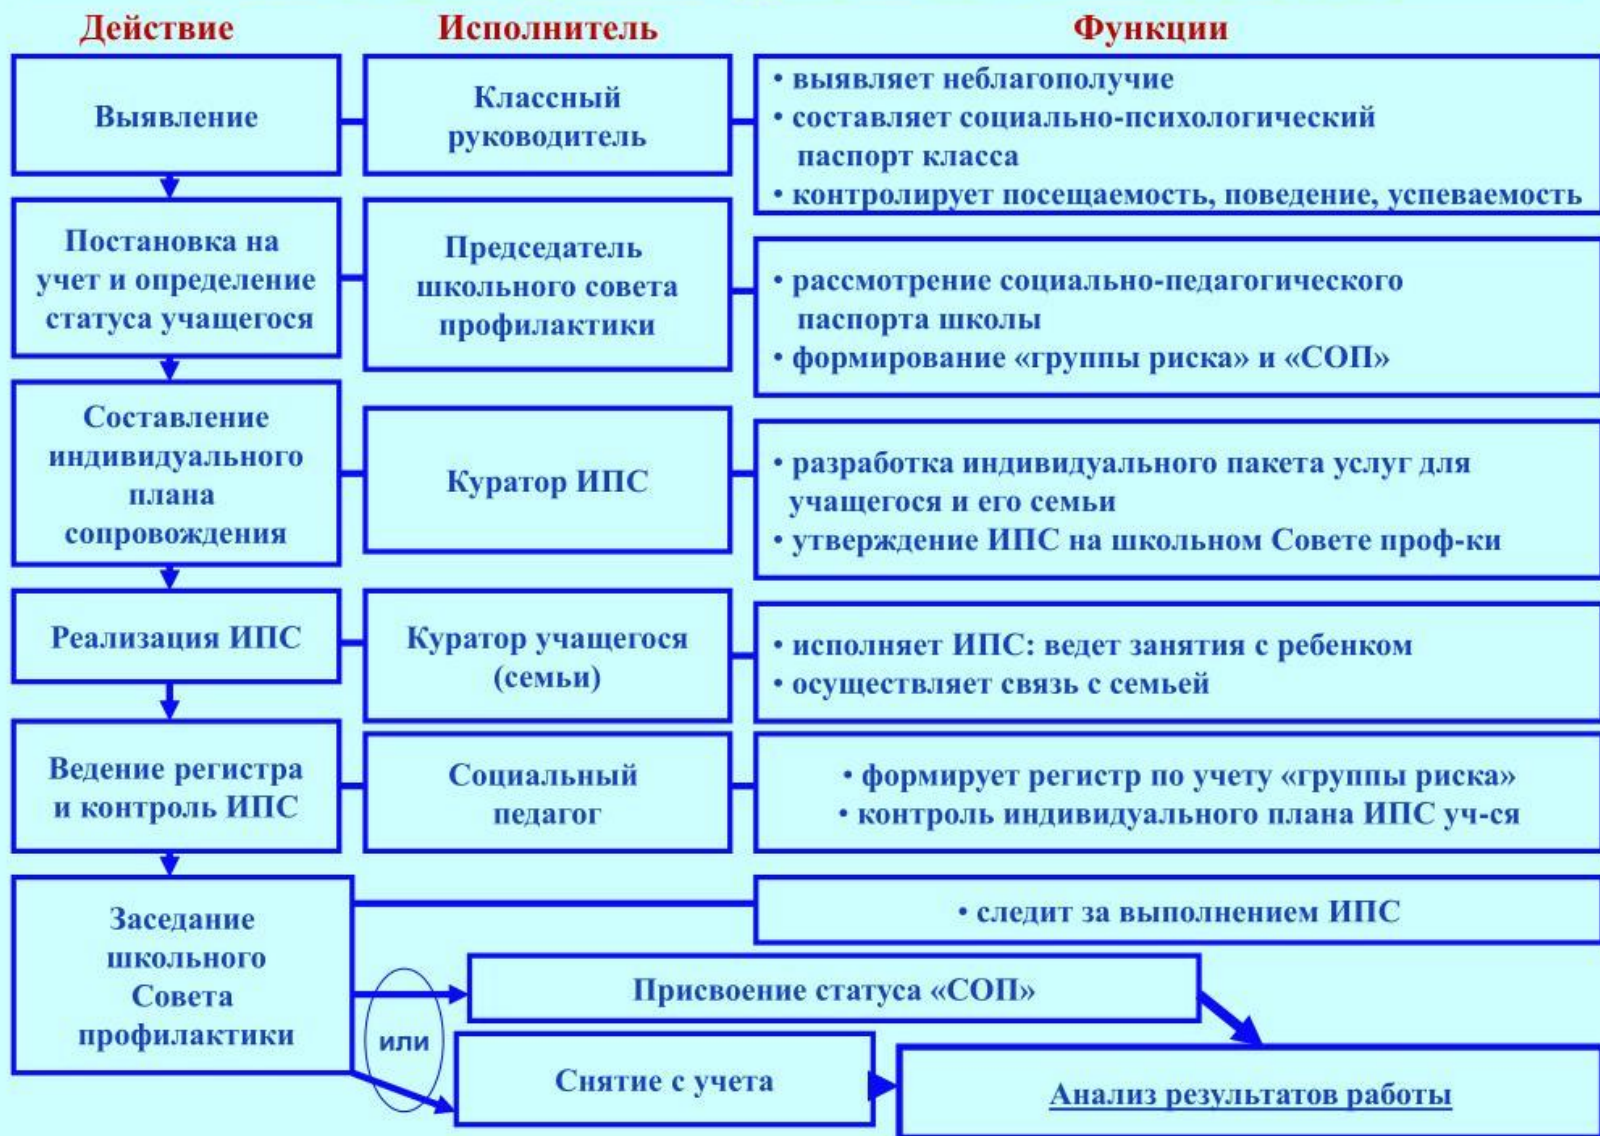 Действие
Исполнитель
Функции
Выявление
Классный
руководитель
• выявляет неблагополучие
• составляет социально-психологический
паспорт класса
• контролирует посещаемость, поведение, успеваемость
Постановка на
учет и определение
статуса учащегося
Председатель
школьного совета
профилактики
• рассмотрение социально-педагогического
паспорта школы
• формирование «группы риска» и «СОП»
Составление
индивидуального
плана
сопровождения
Куратор ИПС
• разработка индивидуального пакета услуг для
учащегося и его семьи
• утверждение ИПС на школьном Совете проф-ки
Реализация ИПС
Куратор учащегося
(семьи)
• исполняет ИПС: ведет занятия с ребенком
• осуществляет связь с семьей
Ведение регистра
и контроль ИПС
Социальный
педагог
• формирует регистр по учету «группы риска»
• контроль индивидуального плана ИПС уч-ся
Заседание
школьного
Совета
профилактики
• следит за выполнением ИПС
Присвоение статуса «СОП»
или
Снятие с учета
Анализ результатов работы